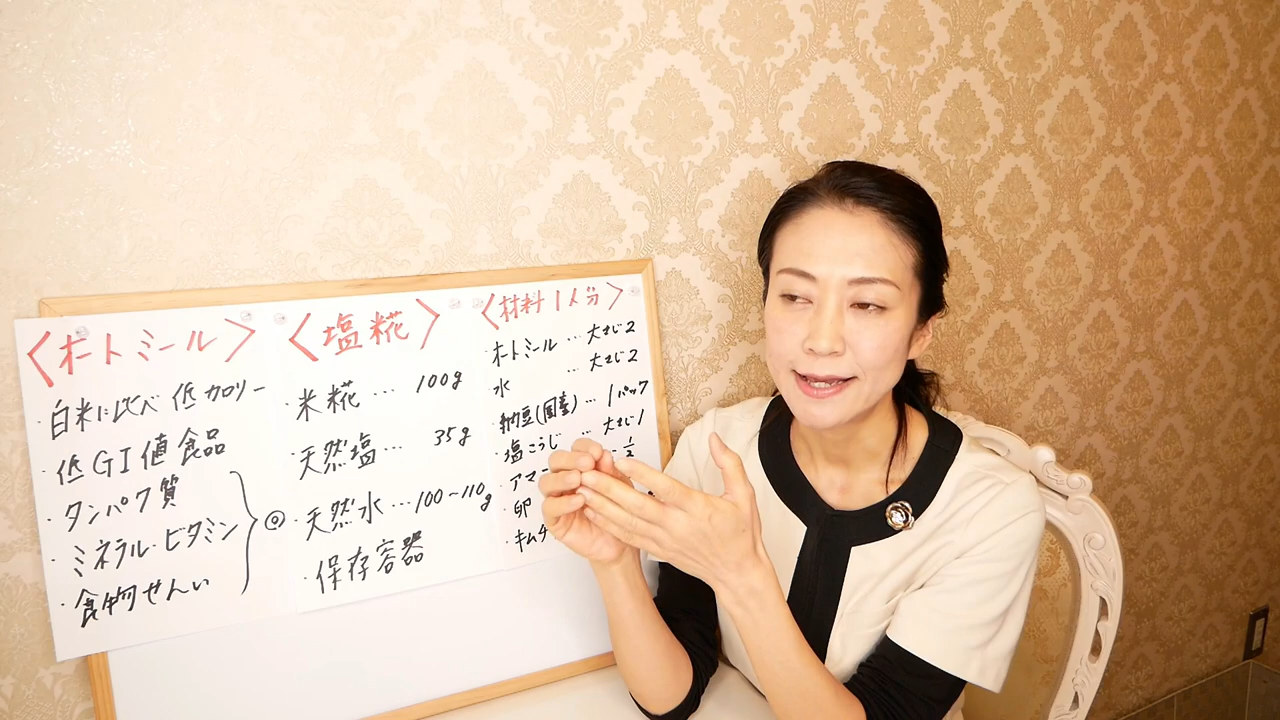 〈オートミール〉
・白米に比べ 低カロリー
・低GI値食品
・タンパク質
・ミネラル・ビタミン
・食物せんい
◎
〈塩糀〉
・米糀… 100g
・天然塩… 35g
・天然水…100~110g
・保存容器
〈材料 1人分〉
・オートミール …大さじ2
・水 …大さじ2
・納豆(国産)…1パック
・塩こうじ …大さじ1
・アマ
・卵
・キムチ